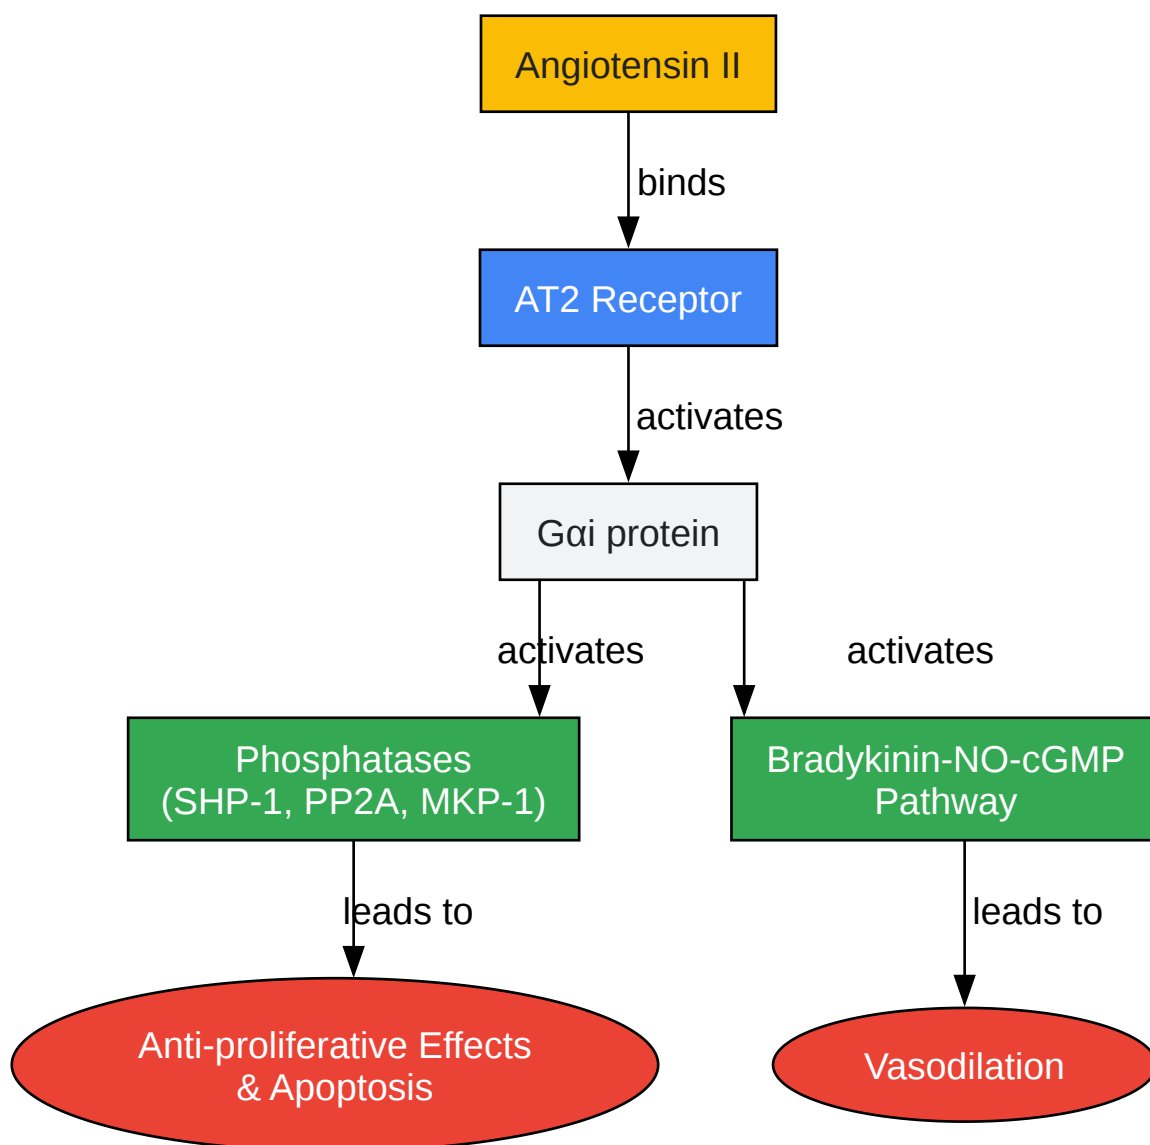 Angiotensin II
binds
AT2 Receptor
activates
Gαi protein
activates
activates
Phosphatases
(SHP-1, PP2A, MKP-1)
Bradykinin-NO-cGMP
Pathway
leads to
leads to
Anti-proliferative Effects
& Apoptosis
Vasodilation